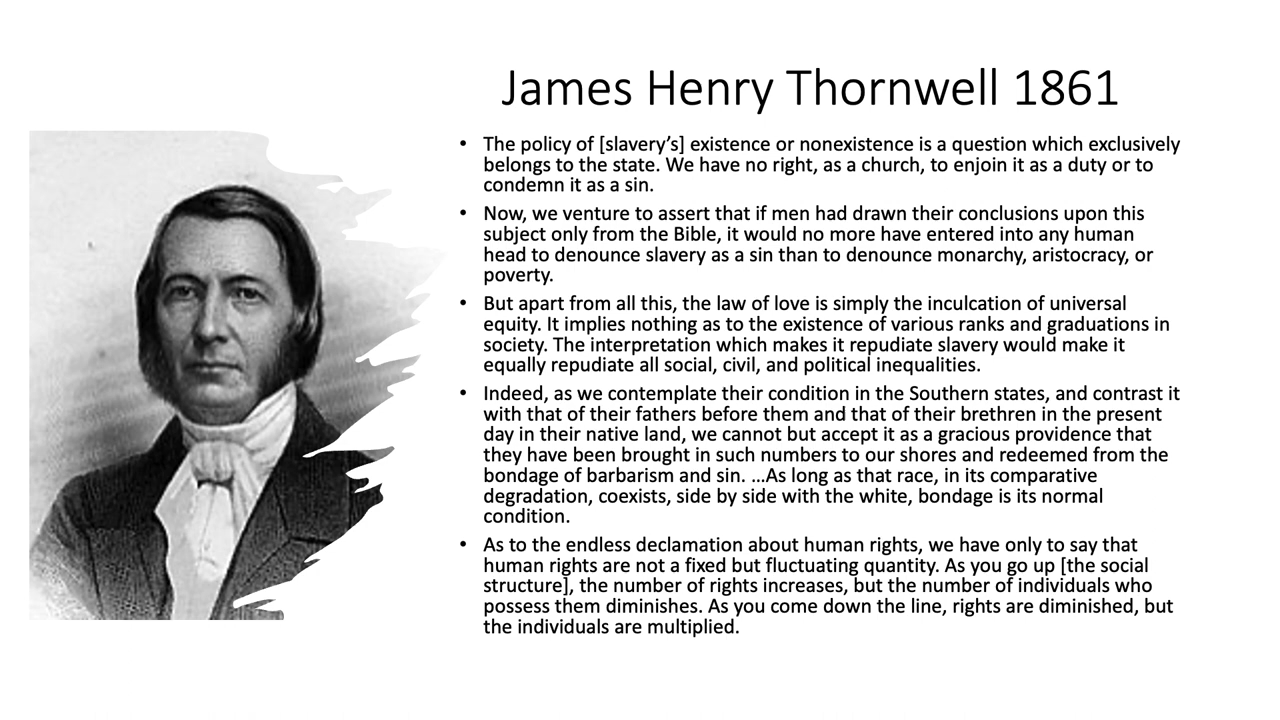 James Henry Thornwell 1861
• The policy of [slavery’s] existence or nonexistence is a question which exclusively
belongs to the state. We have no right, as a church, to enjoin it as a duty or to
condemn it as a sin.
• Now, we venture to assert that if men had drawn their conclusions upon this
subject only from the Bible, it would no more have entered into any human
head to denounce slavery as a sin than to denounce monarchy, aristocracy, or
poverty.
• But apart from all this, the law of love is simply the inculcation of universal
equity. It implies nothing as to the existence of various ranks and graduations in
society. The interpretation which makes it repudiate slavery would make it
equally repudiate all social, civil, and political inequalities.
• Indeed, as we contemplate their condition in the Southern states, and contrast it
with that of their fathers before them and that of their brethren in the present
day in their native land, we cannot but accept it as a gracious providence that
they have been brought in such numbers to our shores and redeemed from the
bondage of barbarism and sin. …As long as that race, in its comparative
degradation, coexists, side by side with the white, bondage is its normal
condition.
• As to the endless declamation about human rights, we have only to say that
human rights are not a fixed but fluctuating quantity. As you go up [the social
structure], the number of rights increases, but the number of individuals who
possess them diminishes. As you come down the line, rights are diminished, but
the individuals are multiplied.